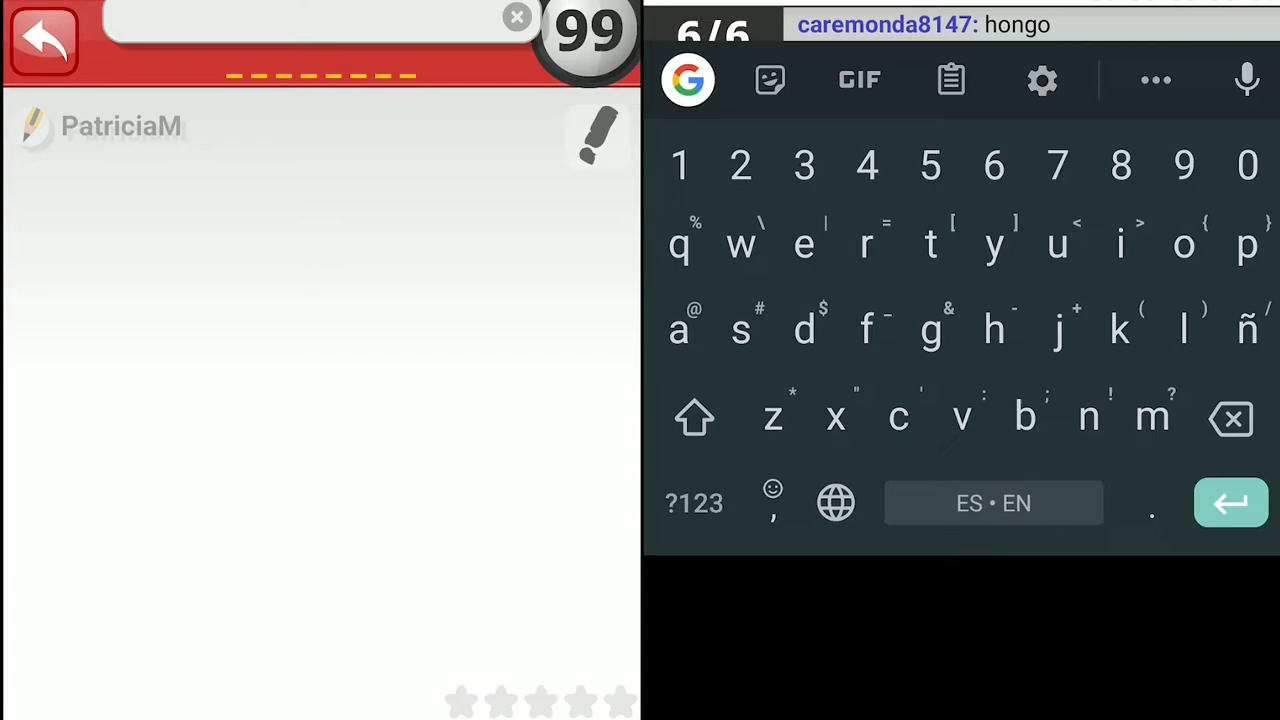 99
PatriciaM
6/6
caremonda8147: hongo
GIF
1 2 3 4 5 6 7 8 9 0
% \ | = [ ] < > { }
q w e r t y u i o p
@ # $ _ & - + ( ) /
a s d f g h j k l ñ
* " ' : ; ! ?
z x c v b n m
?123 , ES • EN .